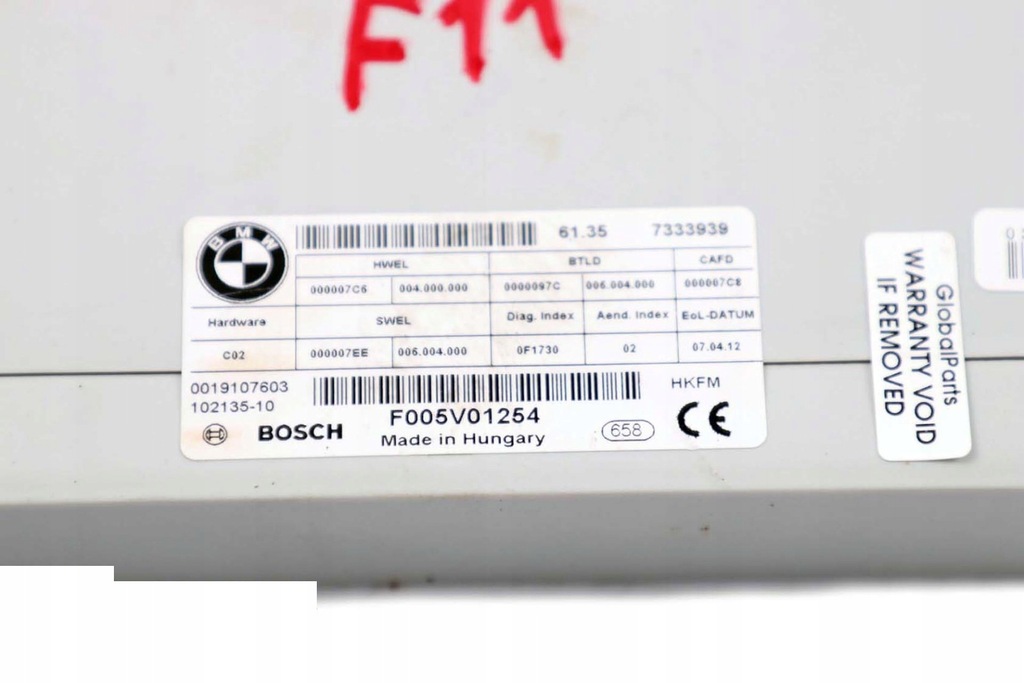 F11
BMW
61.35 7333939
HWEL BTLD CAFD
000007C6 004.000.000 0000097C 006.004.000 000007C8
Hardware SWEL Diag. Index Aend. Index EoL-DATUM
C02 000007EE 006.004.000 0F1730 02 07.04.12
0019107603 HKFM
102135-10
F005V01254
BOSCH Made in Hungary 658 CE
GlobalParts
WARRANTY VOID
IF REMOVED